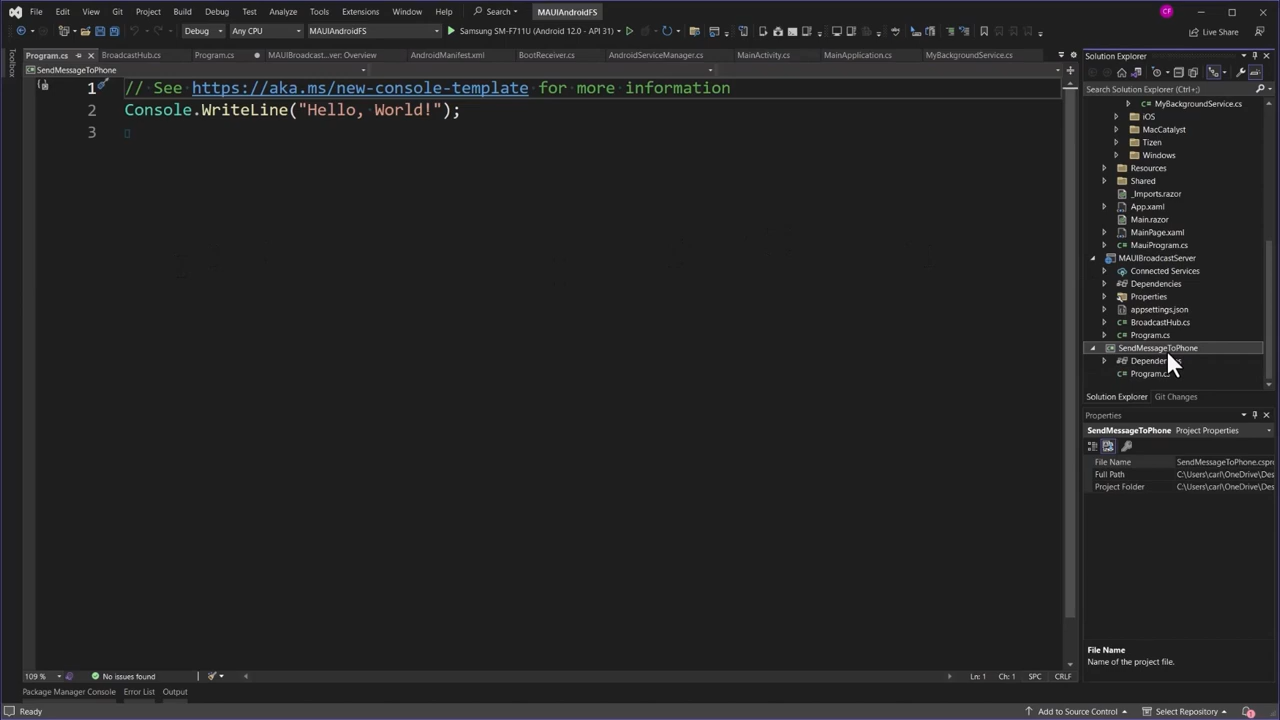 File Edit View Git Project Build Debug Test Analyze Tools Extensions Window Help Search MAUIAndroidFS CF
Debug Any CPU MAUIAndroidFS Samsung SM-F711U (Android 12.0 - API 31) Live Share
Toolbox
Program.cs BroadcastHub.cs Program.cs MAUIBroadcast...ver: Overview AndroidManifest.xml BootReceiver.cs AndroidServiceManager.cs MainActivity.cs MainApplication.cs MyBackgroundService.cs
SendMessageToPhone
1 // See https://aka.ms/new-console-template for more information
2 Console.WriteLine("Hello, World!");
3
Solution Explorer
Search Solution Explorer (Ctrl+;)
MyBackgroundService.cs
iOS
MacCatalyst
Tizen
Windows
Resources
Shared
_Imports.razor
App.xaml
Main.razor
MainPage.xaml
MauiProgram.cs
MAUIBroadcastServer
Connected Services
Dependencies
Properties
appsettings.json
BroadcastHub.cs
Program.cs
SendMessageToPhone
Program.cs
Solution Explorer Git Changes
Properties
SendMessageToPhone Project Properties
File Name SendMessageToPhone.cspro
Full Path C:\Users\carl\OneDrive\Des
Project Folder C:\Users\carl\OneDrive\Des
File Name
Name of the project file.
109 % No issues found Ln: 1 Ch: 1 SPC CRLF
Package Manager Console Error List Output
Ready Add to Source Control Select Repository 1